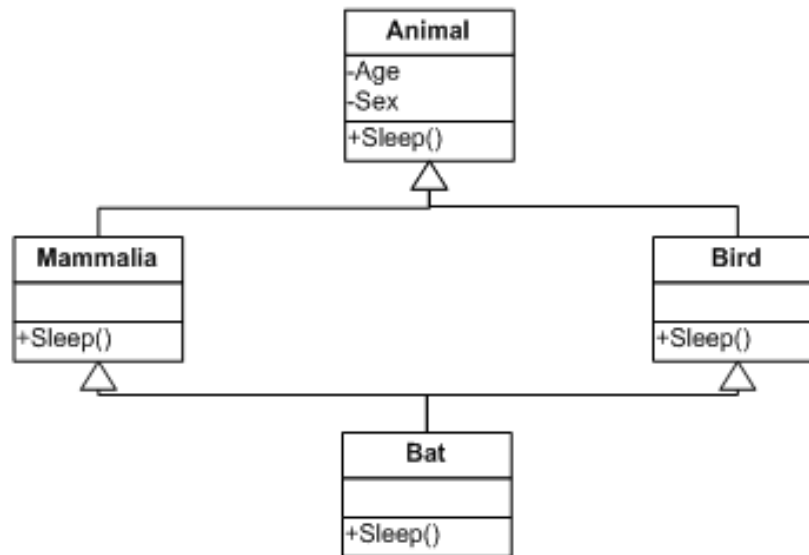 Animal
-Age
-Sex
+Sleep()
Mammalia
+Sleep()
Bird
+Sleep()
Bat
+Sleep()